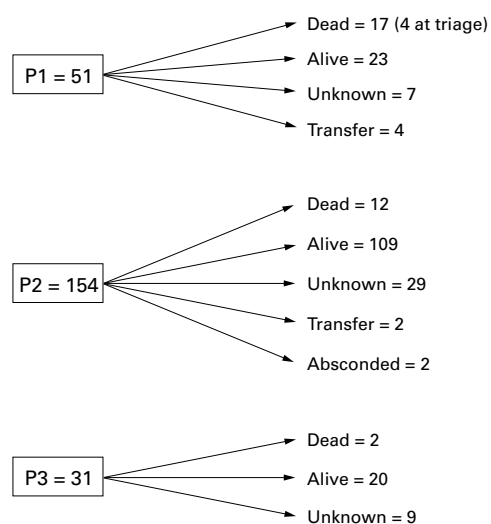 P1 = 51
Dead = 17 (4 at triage)
Alive = 23
Unknown = 7
Transfer = 4
P2 = 154
Dead = 12
Alive = 109
Unknown = 29
Transfer = 2
Absconded = 2
P3 = 31
Dead = 2
Alive = 20
Unknown = 9